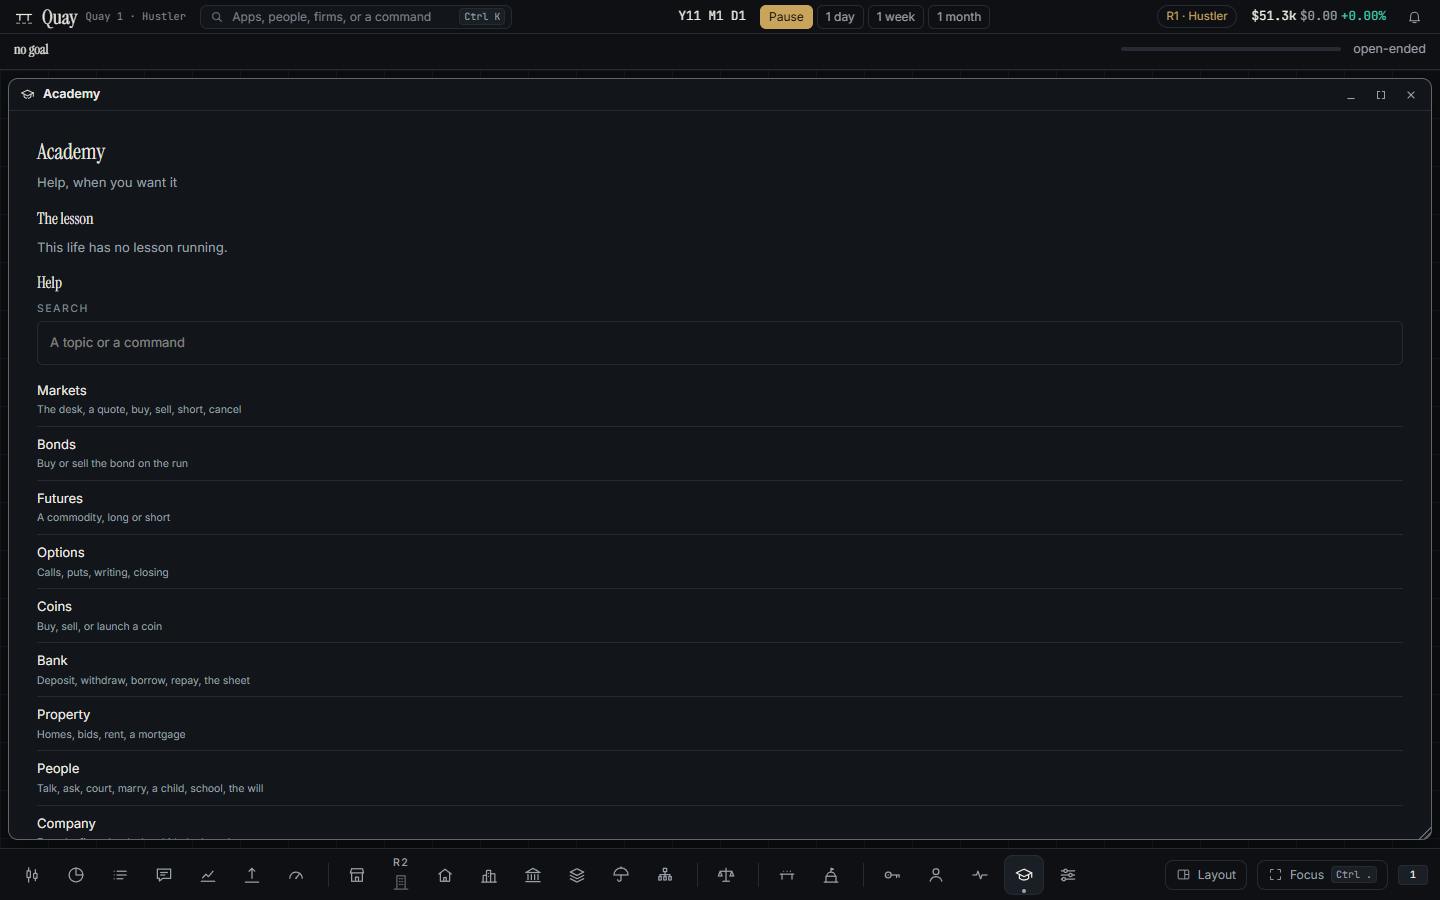 Quay Quay 1 · Hustler Apps, people, firms, or a command Ctrl K Y11 M1 D1 Pause 1 day 1 week 1 month R1 · Hustler $51.3k $0.00 +0.00%
no goal open-ended
Academy
Academy
Help, when you want it
The lesson
This life has no lesson running.
Help
SEARCH
A topic or a command
Markets
The desk, a quote, buy, sell, short, cancel
Bonds
Buy or sell the bond on the run
Futures
A commodity, long or short
Options
Calls, puts, writing, closing
Coins
Buy, sell, or launch a coin
Bank
Deposit, withdraw, borrow, repay, the sheet
Property
Homes, bids, rent, a mortgage
People
Talk, ask, court, marry, a child, school, the will
Company
R2
Layout Focus Ctrl . 1